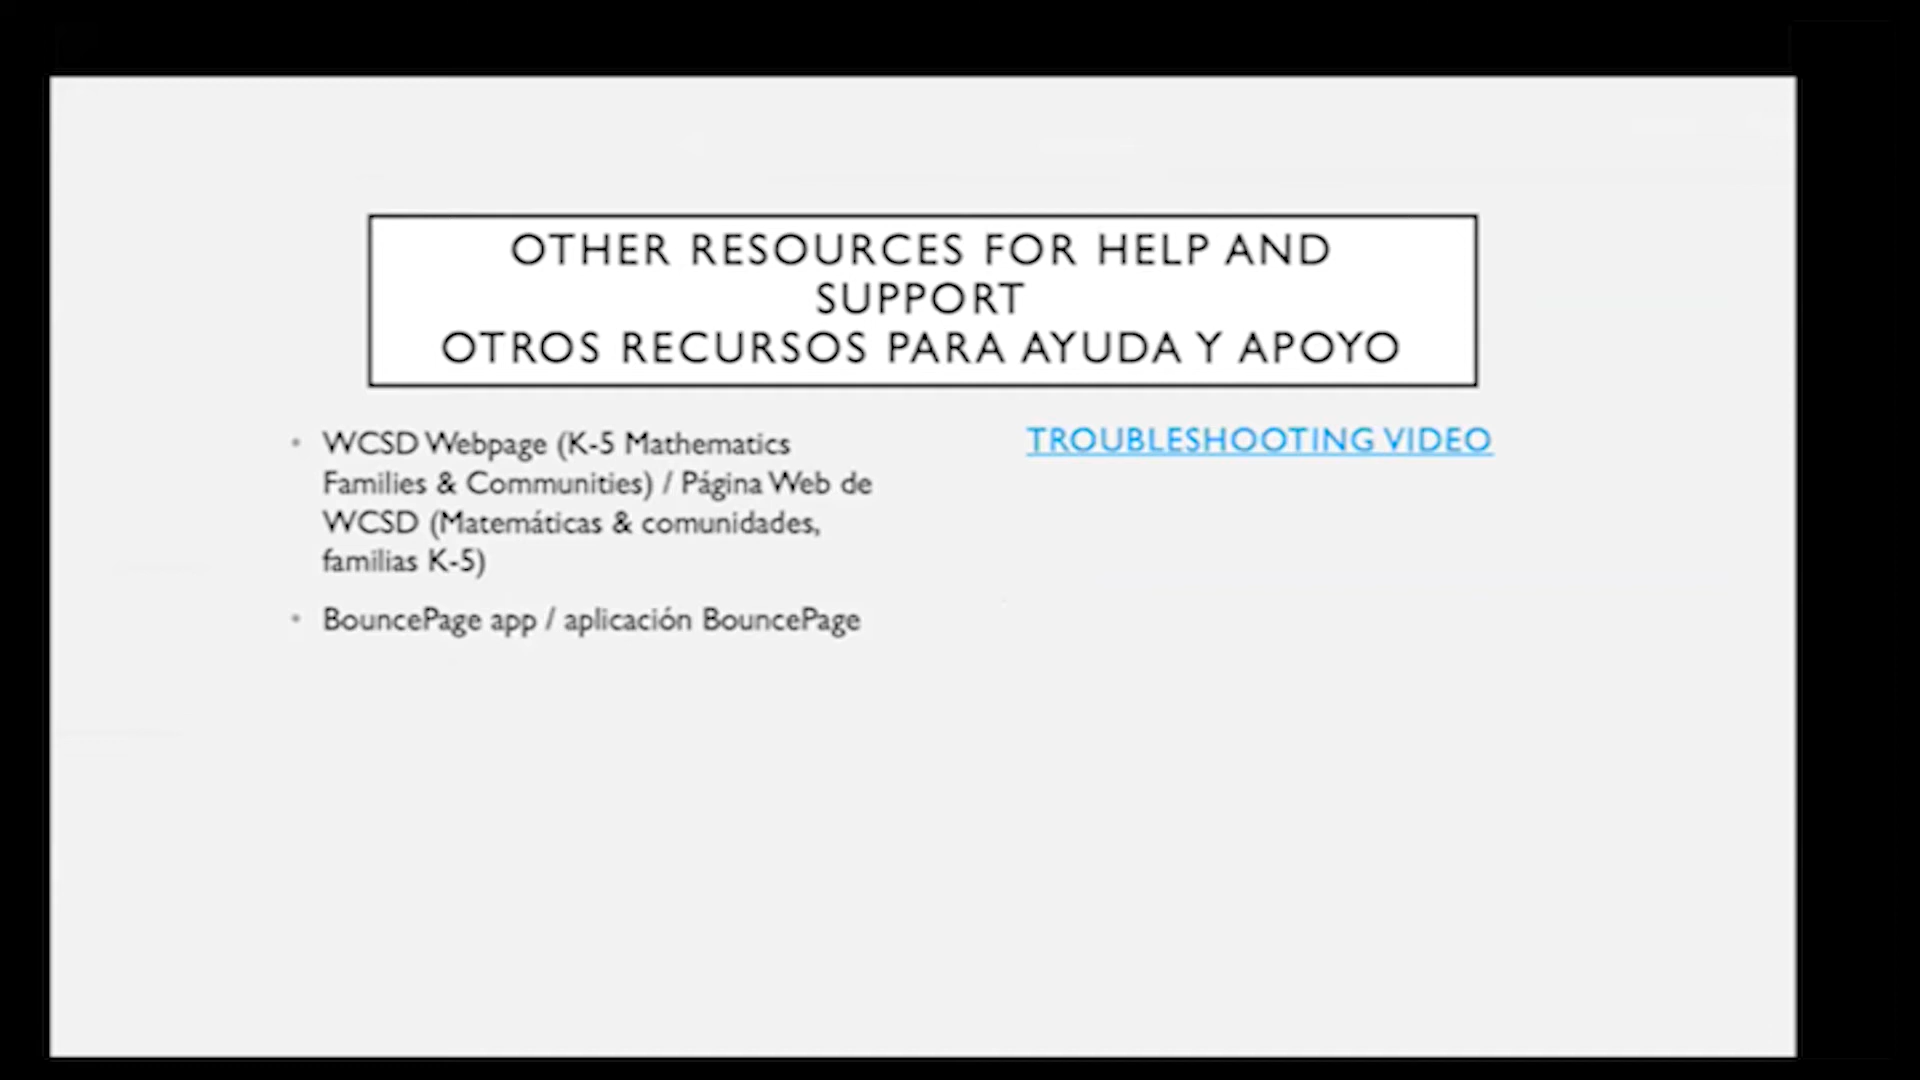 OTHER RESOURCES FOR HELP AND
SUPPORT
OTROS RECURSOS PARA AYUDA Y APOYO
• WCSD Webpage (K-5 Mathematics
Families & Communities) / Página Web de
WCSD (Matemáticas & comunidades,
familias K-5)
• BouncePage app / aplicación BouncePage
TROUBLESHOOTING VIDEO